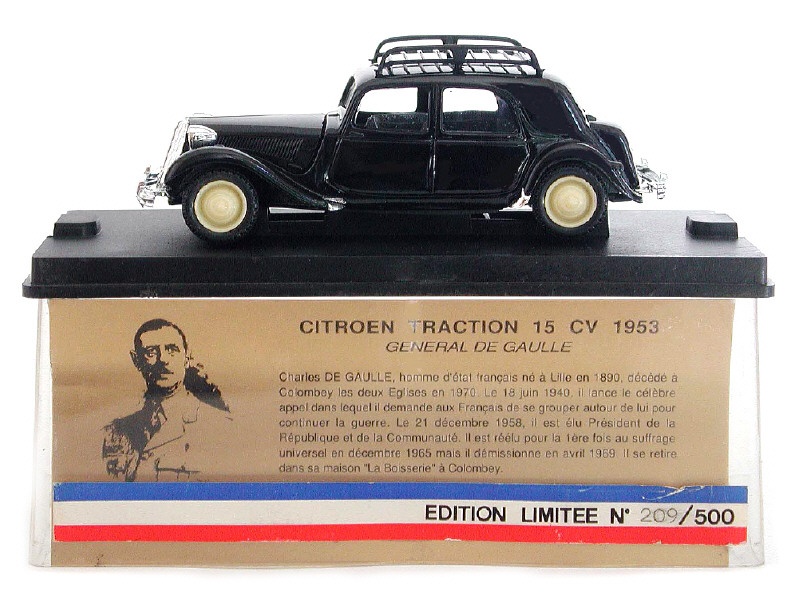 CITROEN TRACTION 15 CV 1953
GENERAL DE GAULLE
Charles DE GAULLE, homme d'état français né à Lille en 1890, décédé à
Colombey les deux Eglises en 1970. Le 18 juin 1940, il lance le célèbre
appel dans lequel il demande aux Français de se grouper autour de lui pour
continuer la guerre. Le 21 décembre 1958, il est élu Président de la
République et de la Communauté. Il est réélu pour la 1ère fois au suffrage
universel en décembre 1965 mais il démissionne en avril 1969. Il se retire
dans sa maison "La Boisserie" à Colombey.
EDITION LIMITEE N° 209/500